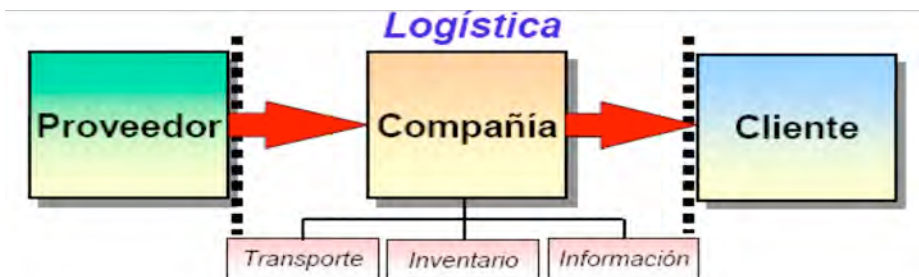 Logística
Proveedor
Compañía
Cliente
Transporte
Inventario
Información